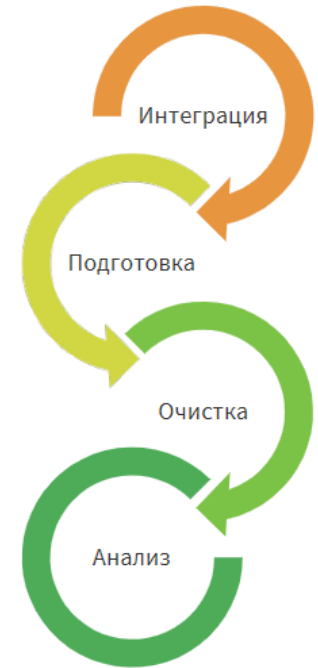 Интеграция
Подготовка
Очистка
Анализ